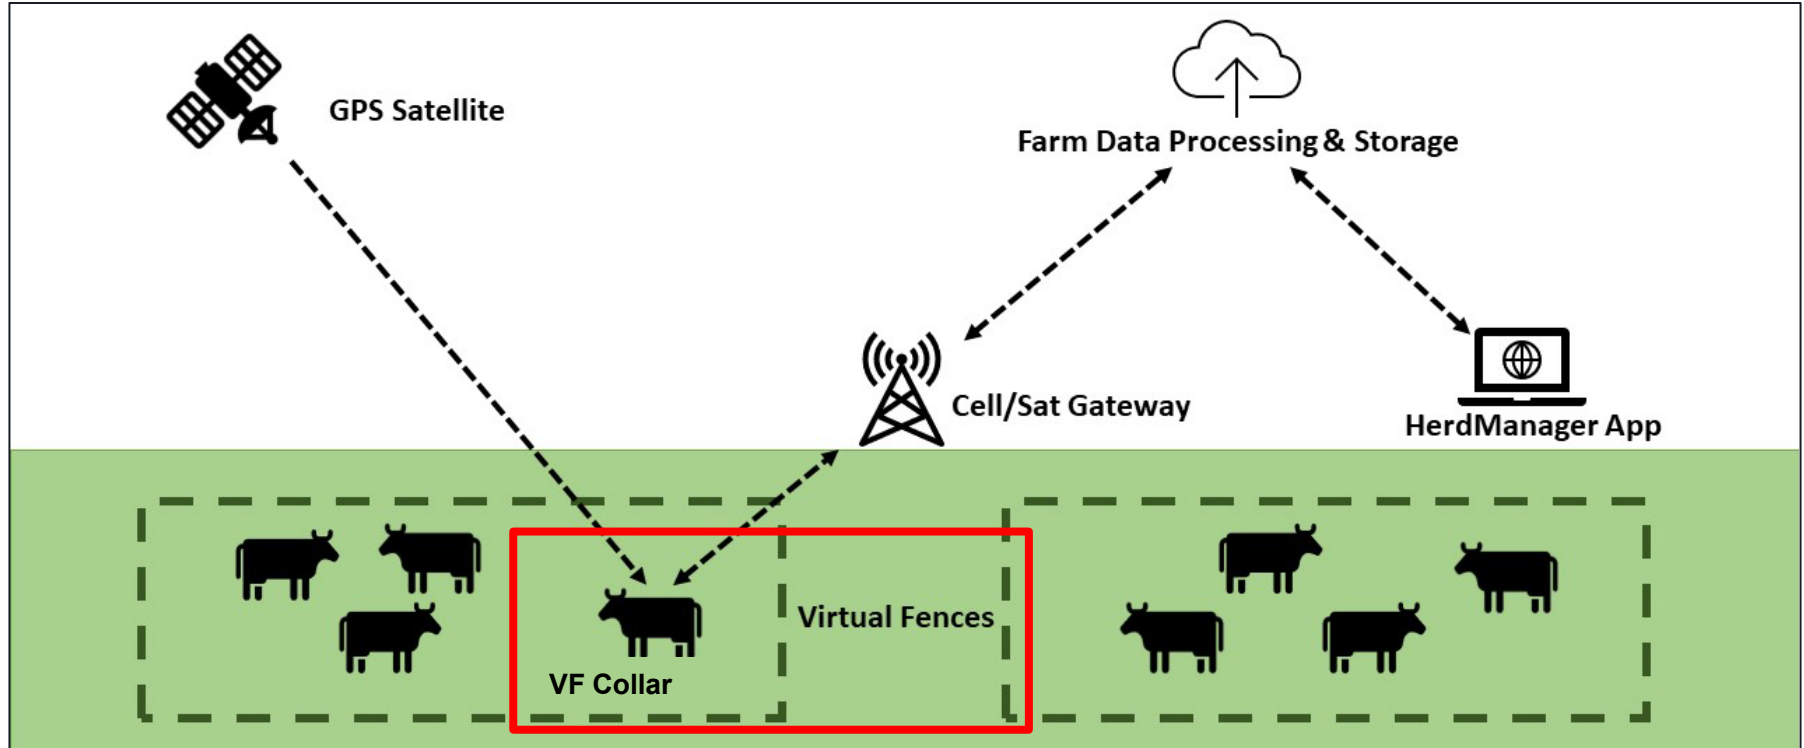 GPS Satellite
Farm Data Processing & Storage
Cell/Sat Gateway
HerdManager App
Virtual Fences
VF Collar